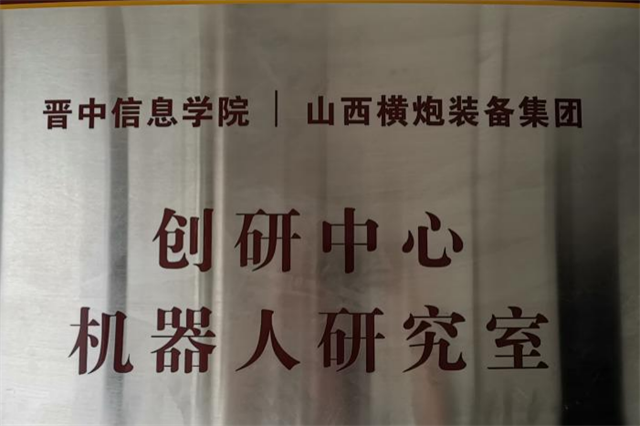 晋中信息学院 | 山西横炮装备集团
创研中心
机器人研究室